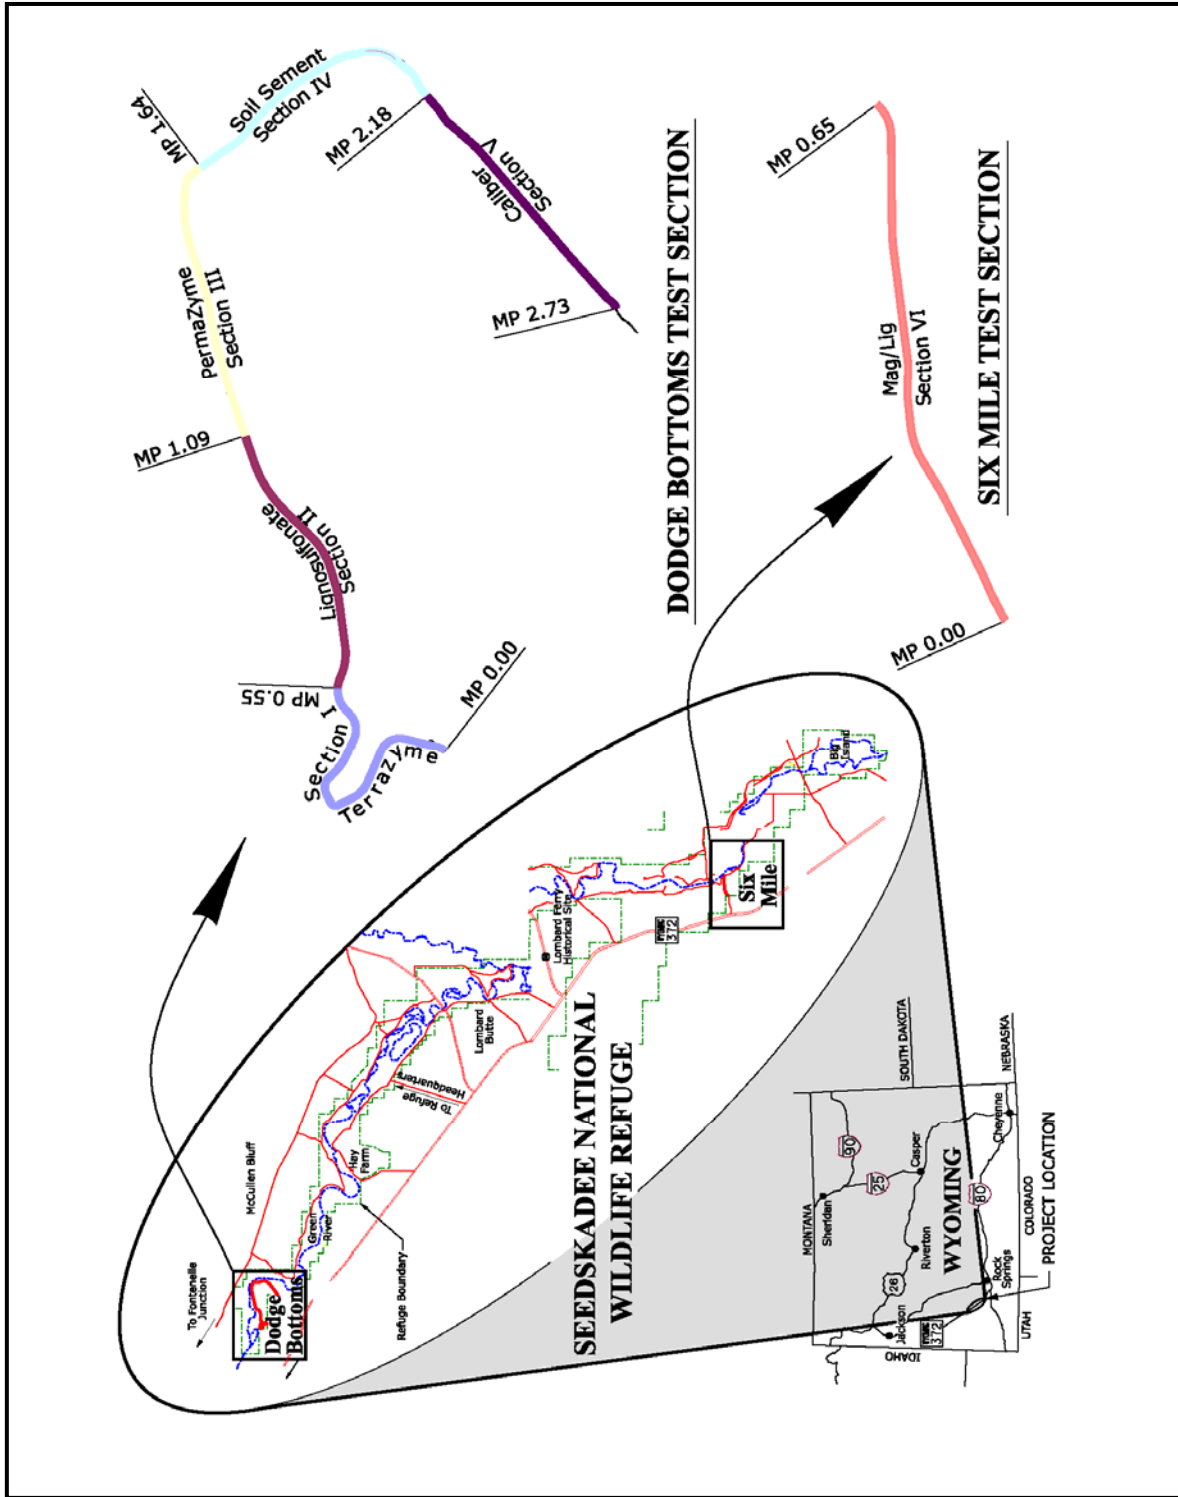 Soil Sement
Section IV
MP 1.64
MP 2.18
Caliber
Section V
MP 2.73
PermaZyme
Section III
MP 1.09
Lignosulfonate
Section II
MP 0.55
Section I
Terrazyme
MP 0.00
DODGE BOTTOMS TEST SECTION
MP 0.65
Mag/Lig
Section VI
MP 0.00
SIX MILE TEST SECTION
To Fontenelle
Junction
Dodge
Bottoms
McCullen Bluff
Green
River
Hay
Farm
Refuge Boundary
To Refuge
Headquarters
Lombard
Butte
Lombard Ferry
Historical Site
372
Six
Mile
Big
Island
SEEDSKADEE NATIONAL
WILDLIFE REFUGE
MONTANA
SOUTH DAKOTA
NEBRASKA
COLORADO
UTAH
IDAHO
WYOMING
Sheridan
90
25
Casper
Cheyenne
80
Riverton
26
Jackson
372
Rock
Springs
PROJECT LOCATION